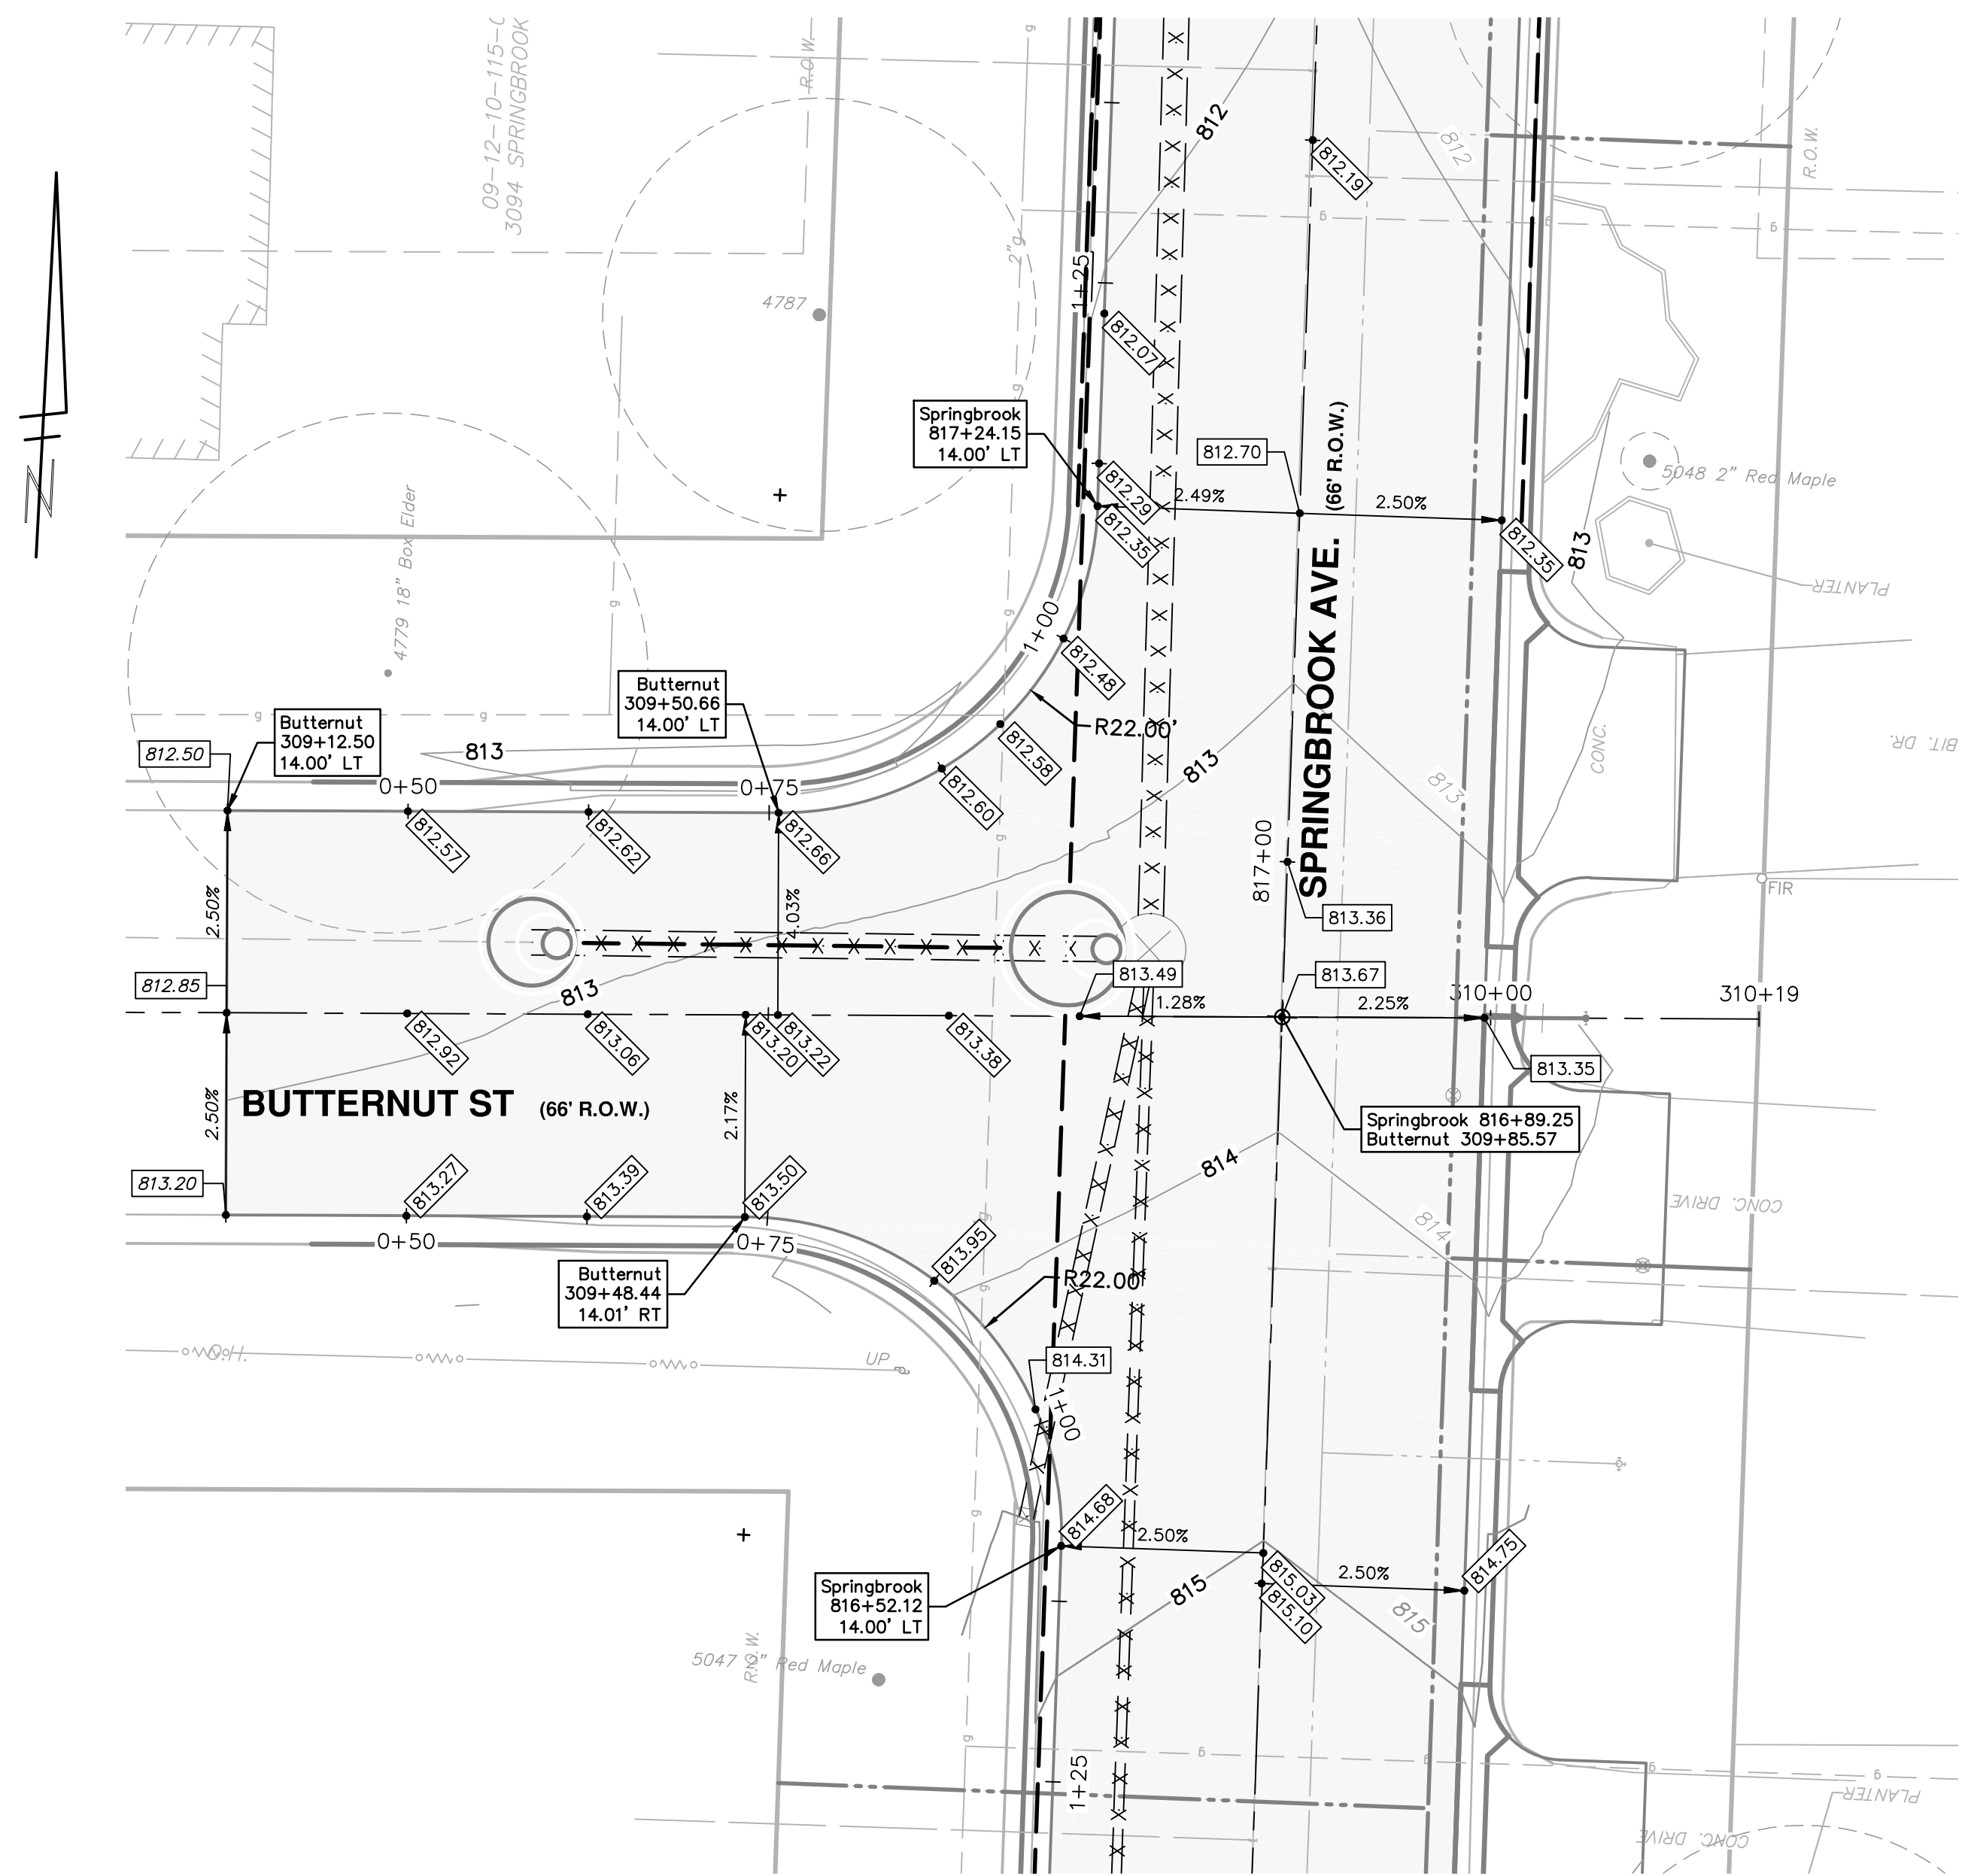 09-12-10-115-0
3094 SPRINGBROOK
R.O.W.
g
812
812
812.19
R.O.W.
g
g
g
2"g
1+25
4787
812.07
g
Springbrook
817+24.15
14.00' LT
812.70
(66' R.O.W.)
812.29
2.49%
2.50%
812.35
812.35
813
5048 2" Red Maple
PLANTER
4779 18" Box Elder
N
g
g
1+00
812.48
Butternut
309+50.66
14.00' LT
Butternut
309+12.50
14.00' LT
812.50
g
g
R22.00'
812.58
SPRINGBROOK AVE.
CONC.
BIT. DR.
813
0+50
0+75
813
813
812.60
812.57
812.62
812.66
g
817+00
FIR
2.50%
4.03%
813.36
812.85
813
813.49
813.67
1.28%
2.25%
310+00
310+19
812.92
813.06
813.20
813.22
813.38
813.35
BUTTERNUT ST
(66' R.O.W.)
2.50%
2.17%
Springbrook 816+89.25
Butternut 309+85.57
814
813.20
813.27
813.39
813.50
g
814
CONC. DRIVE
0+50
0+75
813.95
Butternut
309+48.44
14.01' RT
R22.00'
g
O.H.
UP
g
814.31
1+00
g
814.68
2.50%
2.50%
814.75
815.03
815.10
Springbrook
816+52.12
14.00' LT
815
815
R.O.W.
5047 2" Red Maple
g
1+25
g
g
g
g
PLANTER
CONC. DRIVE